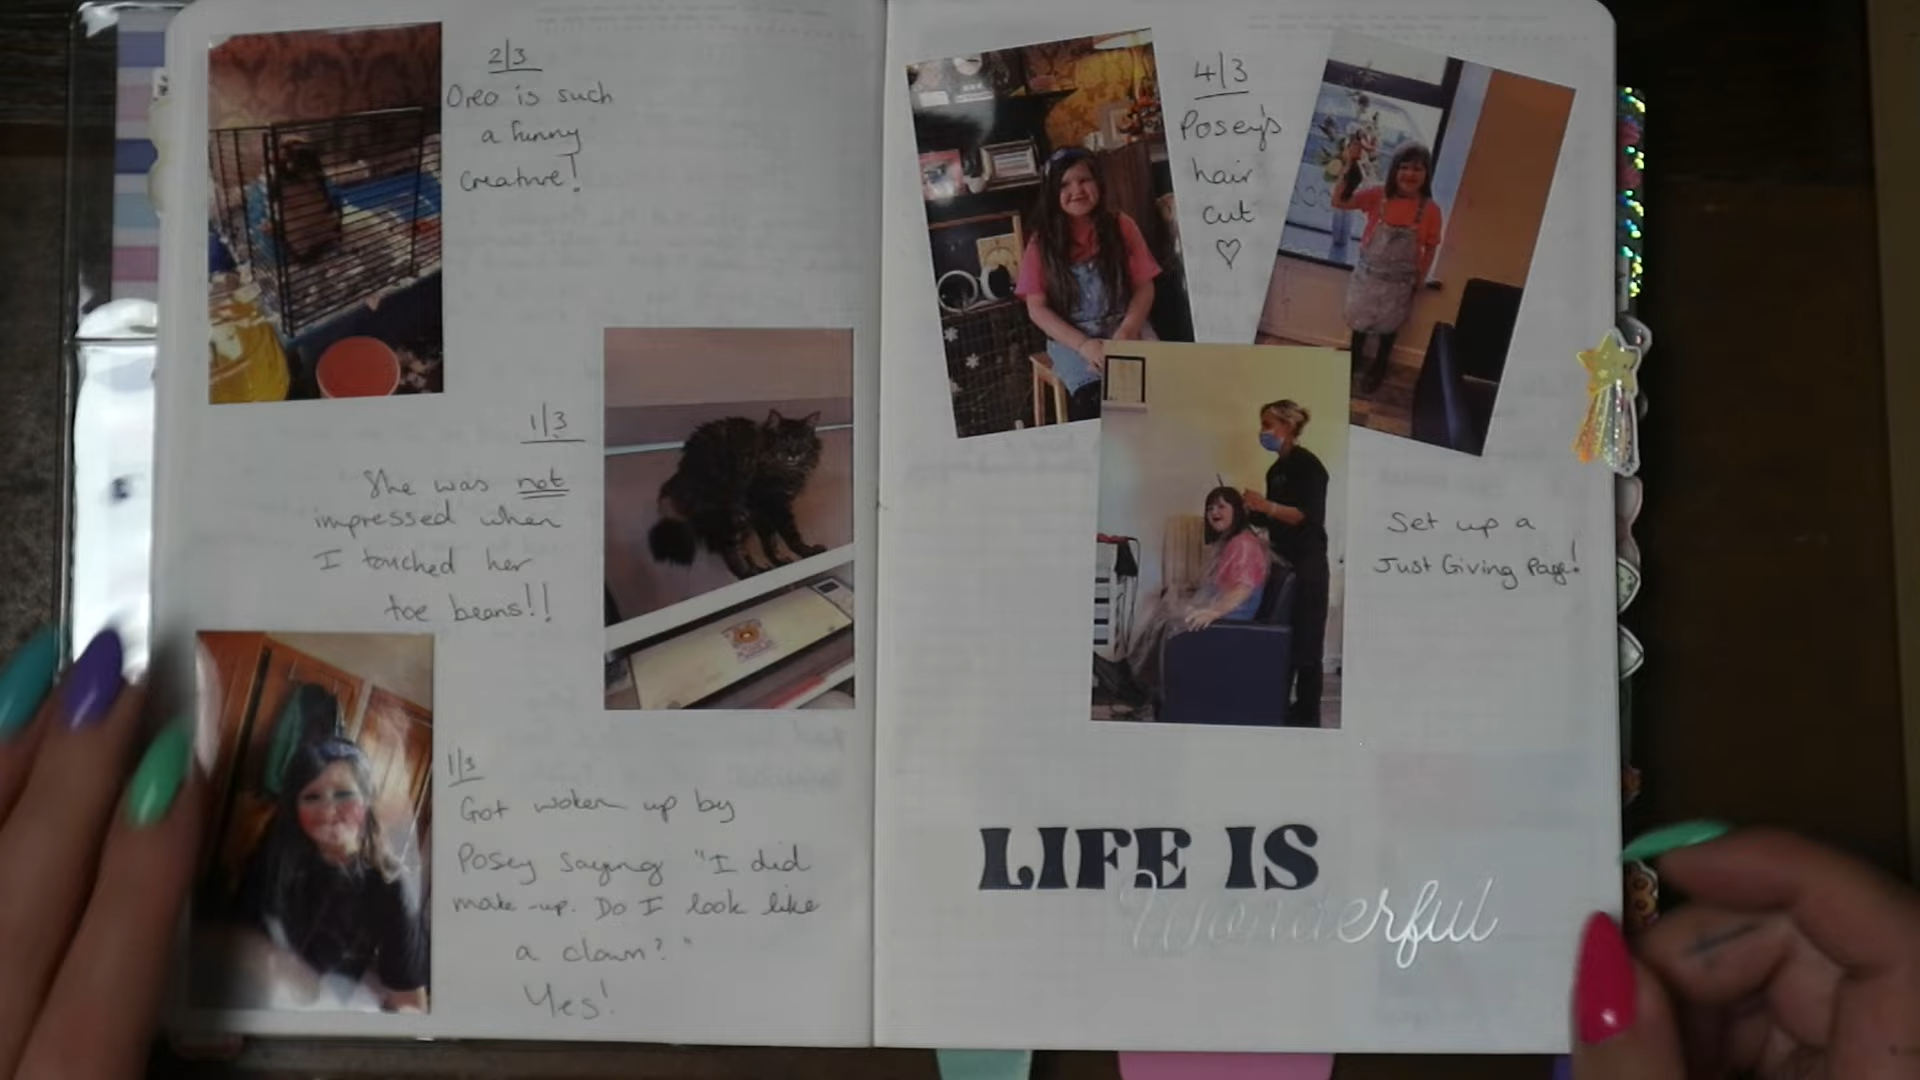 2/3
Oreo is such
a funny
creature!
1/3
She was not
impressed when
I touched her
toe beans!!
1/3
Got woken up by
Posey saying "I did
make-up. Do I look like
a clown?"
Yes!
4/3
Posey's
hair
cut
Set up a
Just Giving Page!
LIFE IS
Wonderful